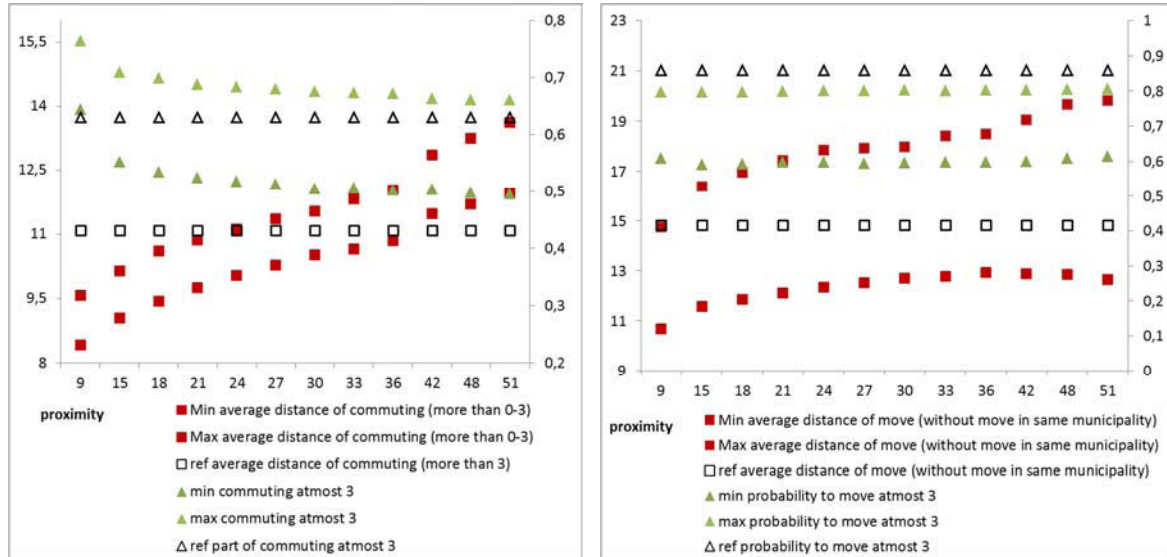 15,5
14
12,5
11
9,5
8
0,8
0,7
0,6
0,5
0,4
0,3
0,2
9 15 18 21 24 27 30 33 36 42 48 51
proximity
Min average distance of commuting (more than 0-3)
Max average distance of commuting (more than 0-3)
ref average distance of commuting (more than 3)
min commuting atmost 3
max commuting atmost 3
ref part of commuting atmost 3
23
21
19
17
15
13
11
9
1
0,9
0,8
0,7
0,6
0,5
0,4
0,3
0,2
0,1
0
9 15 18 21 24 27 30 33 36 42 48 51
proximity
Min average distance of move (without move in same municipality)
Max average distance of move (without move in same municipality)
ref average distance of move (without move in same municipality)
min probability to move atmost 3
max probability to move atmost 3
ref probability to move atmost 3